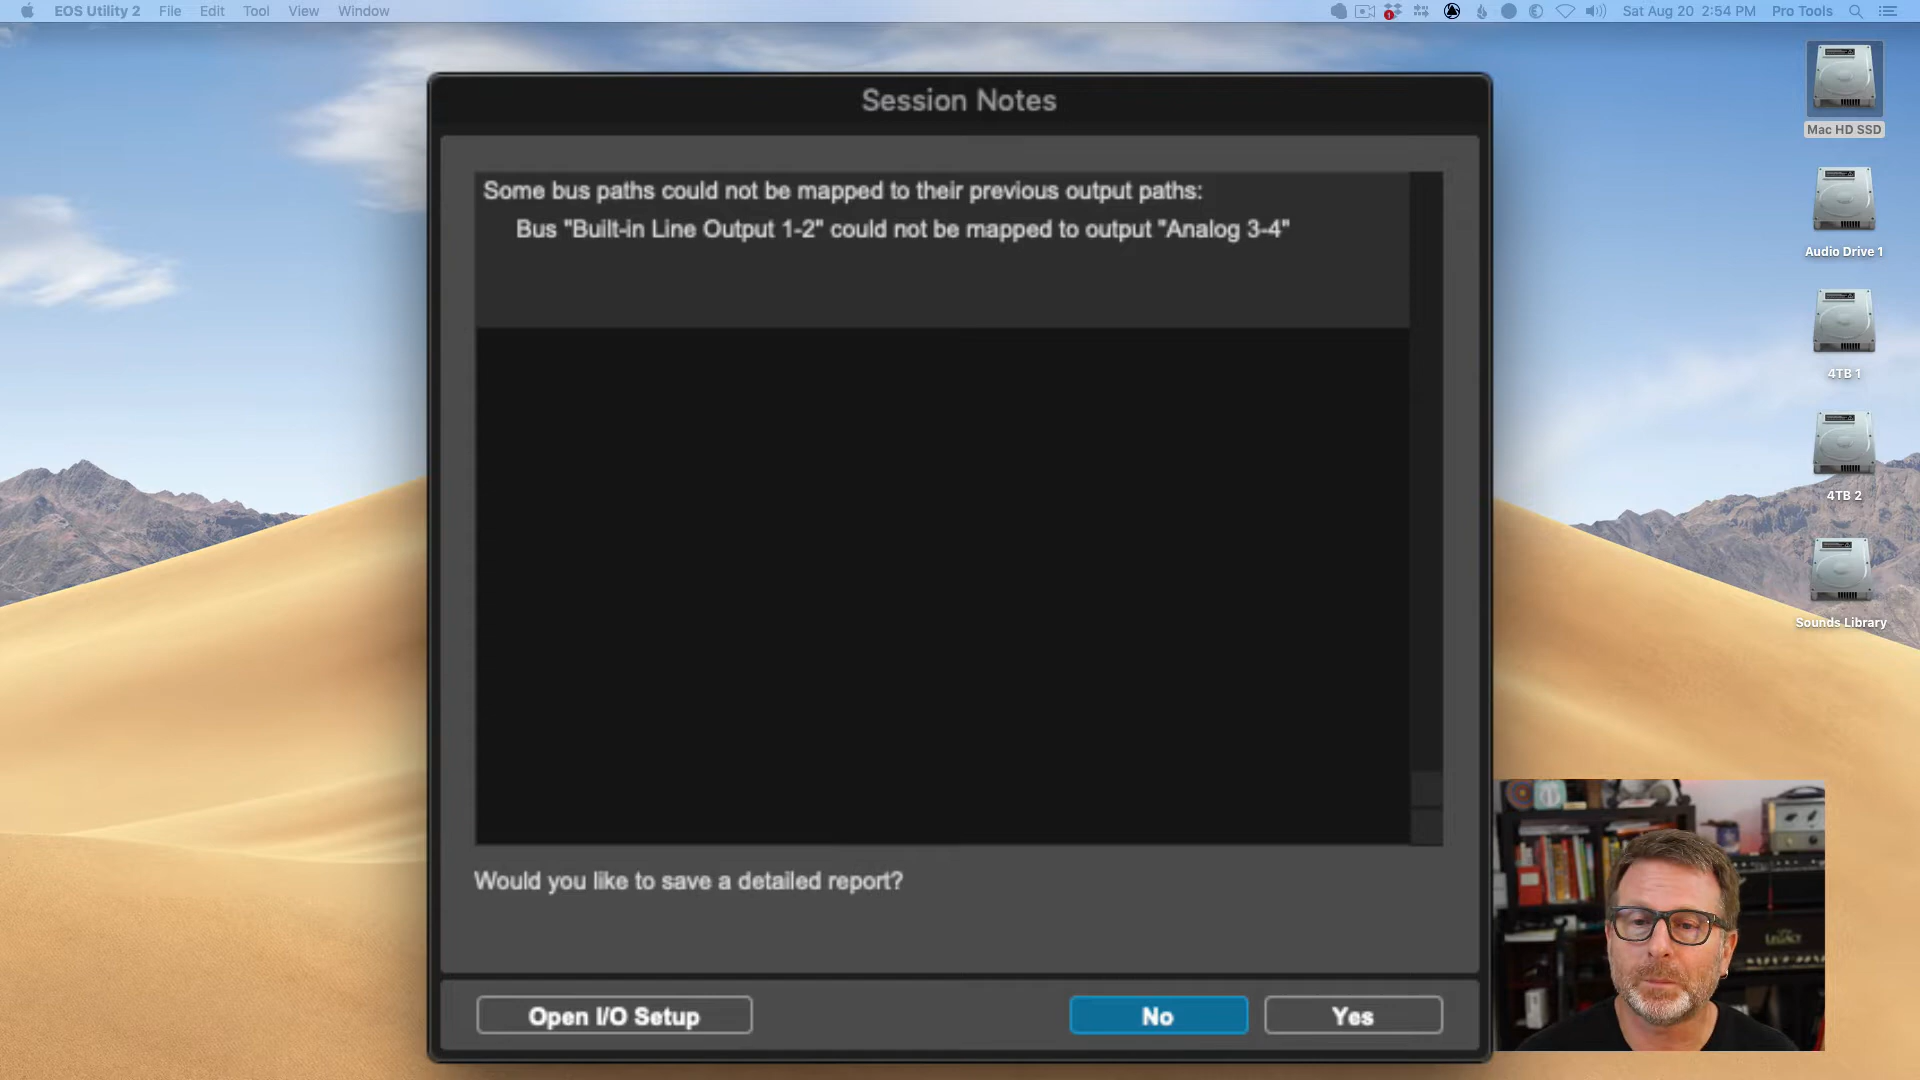 EOS Utility 2 File Edit Tool View Window
1
Sat Aug 20 2:54 PM Pro Tools
Session Notes
Some bus paths could not be mapped to their previous output paths:
Bus "Built-in Line Output 1-2" could not be mapped to output "Analog 3-4"
Would you like to save a detailed report?
Open I/O Setup No Yes
Mac HD SSD
Audio Drive 1
4TB 1
4TB 2
Sounds Library
LEGACY